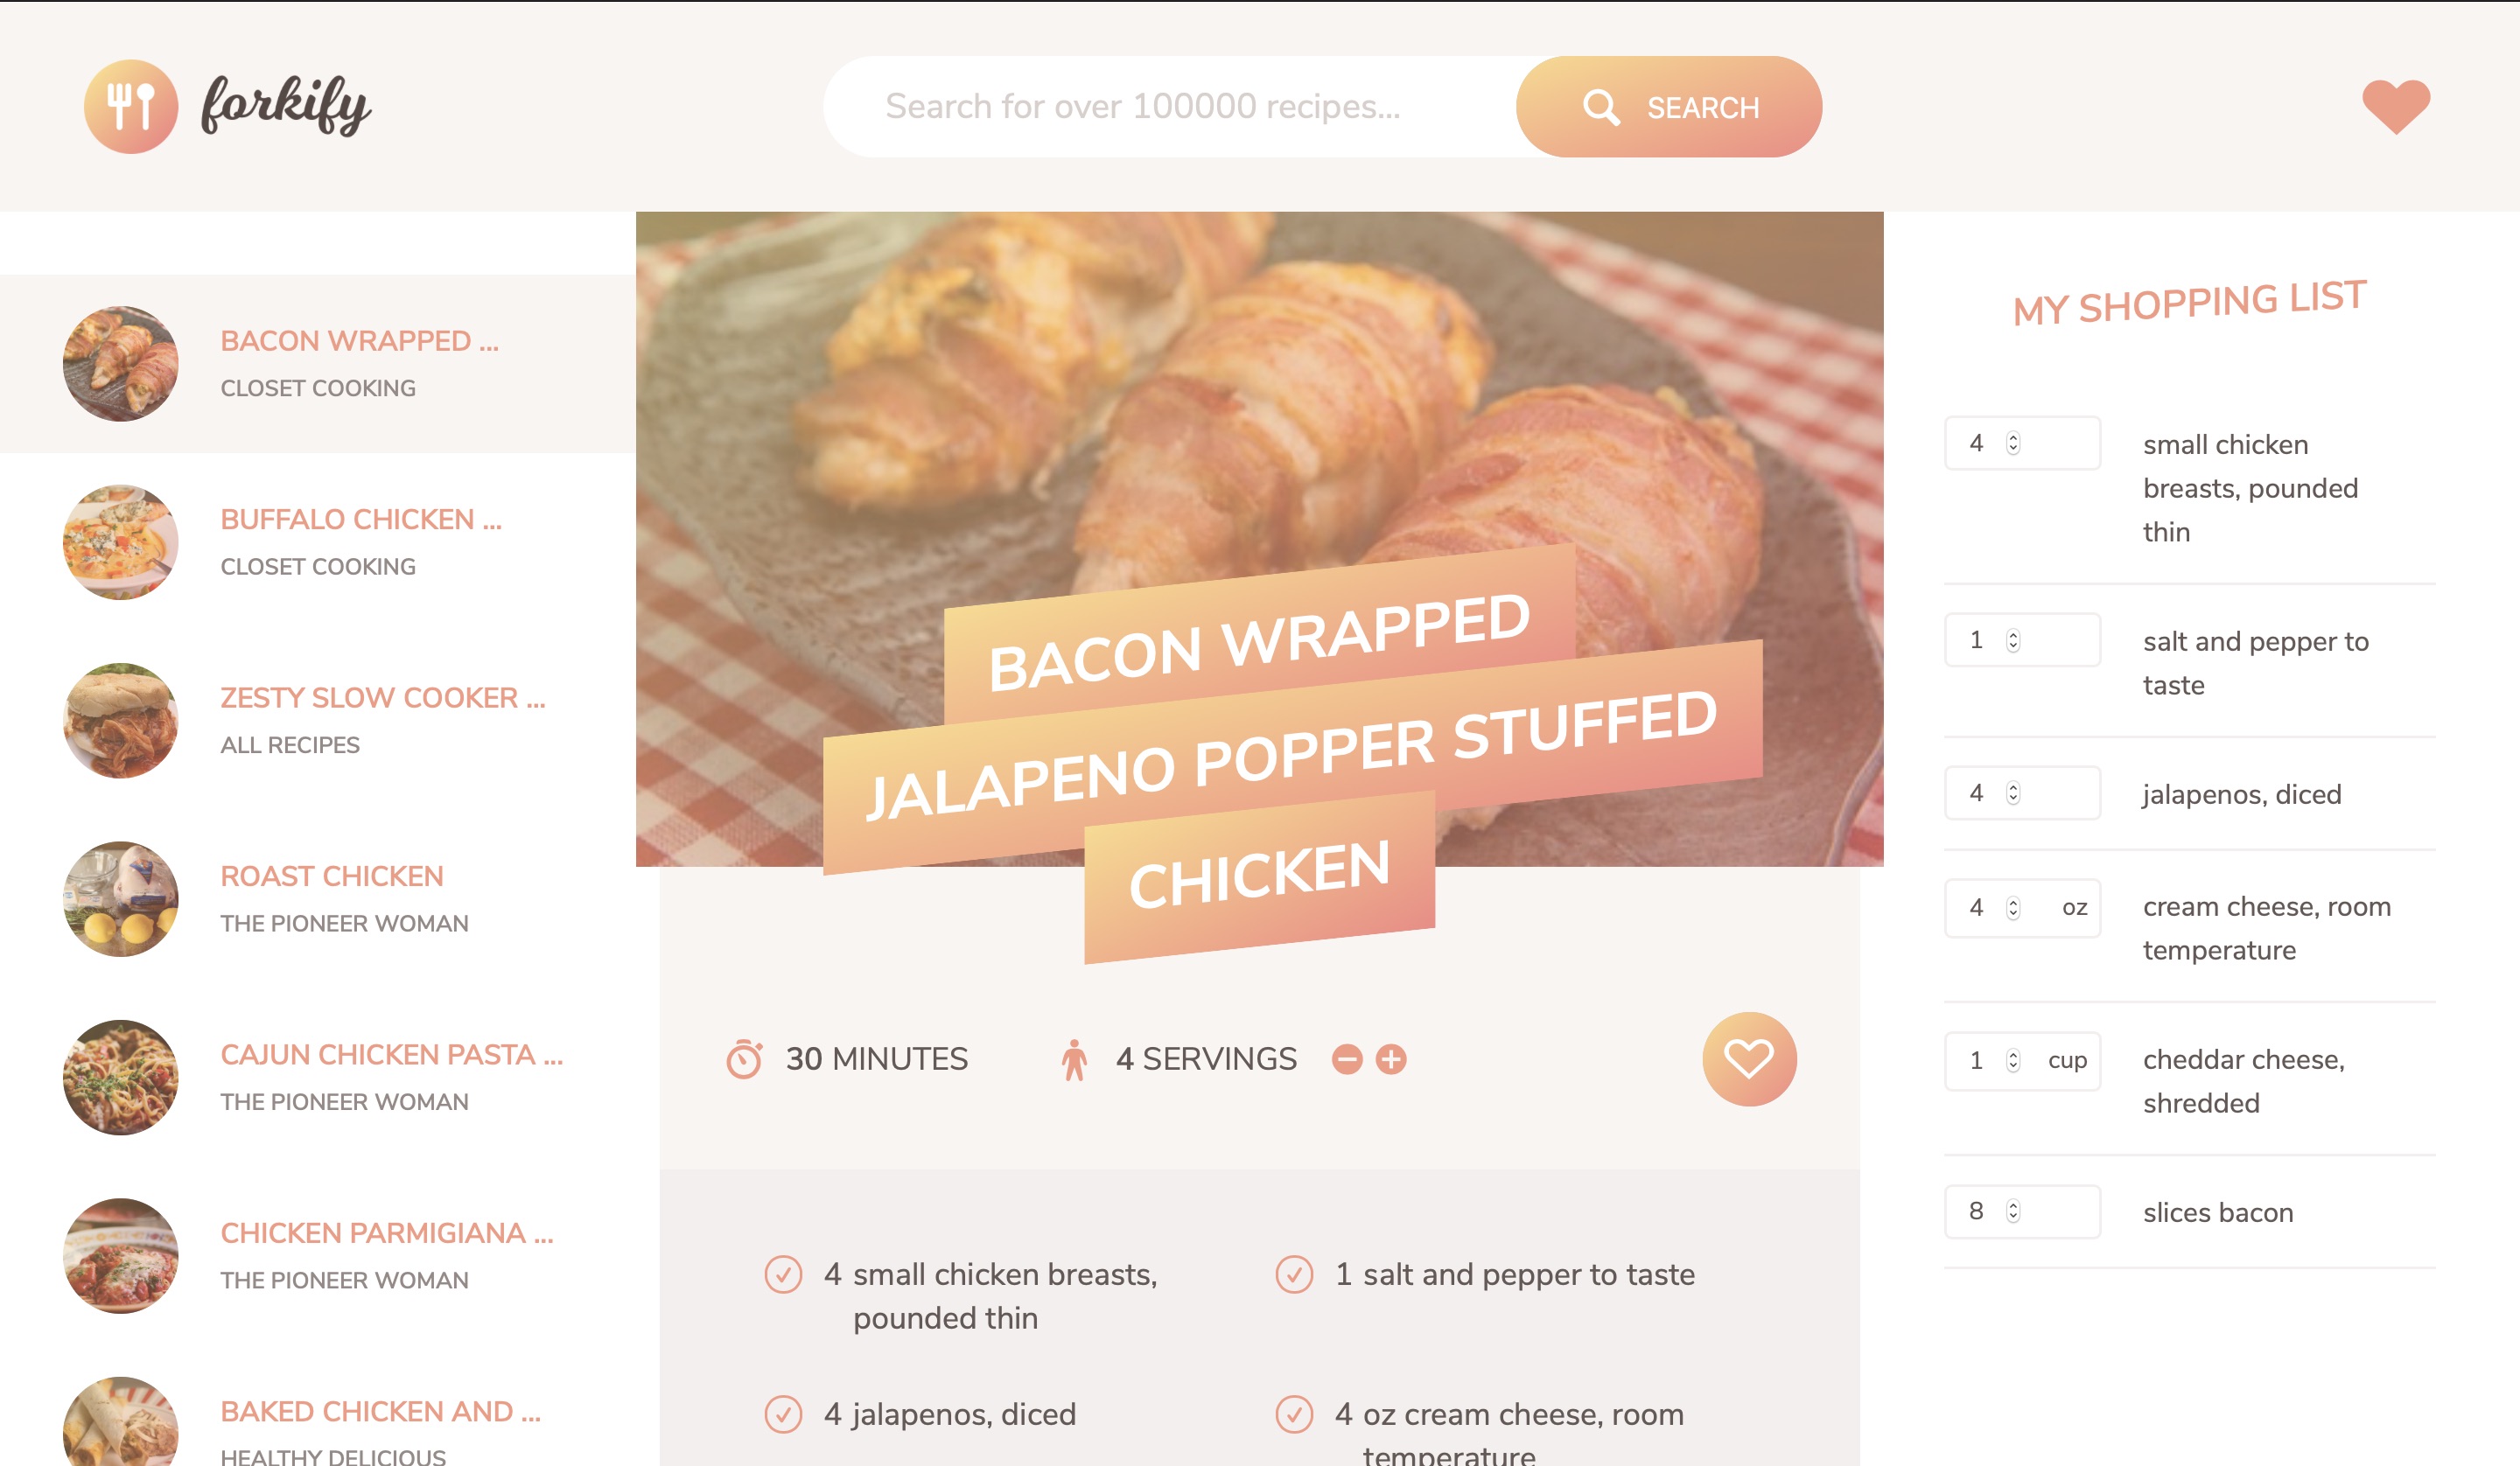 forkify
Search for over 100000 recipes...
SEARCH
BACON WRAPPED ...
CLOSET COOKING
BUFFALO CHICKEN ...
CLOSET COOKING
ZESTY SLOW COOKER ...
ALL RECIPES
ROAST CHICKEN
THE PIONEER WOMAN
CAJUN CHICKEN PASTA ...
THE PIONEER WOMAN
CHICKEN PARMIGIANA ...
THE PIONEER WOMAN
BAKED CHICKEN AND ...
HEALTHY DELICIOUS
BACON WRAPPED
JALAPENO POPPER STUFFED
CHICKEN
30 MINUTES
4 SERVINGS
4 small chicken breasts,
pounded thin
1 salt and pepper to taste
4 jalapenos, diced
4 oz cream cheese, room
temperature
MY SHOPPING LIST
4 small chicken
breasts, pounded
thin
1 salt and pepper to
taste
4 jalapenos, diced
4 oz cream cheese, room
temperature
1 cup cheddar cheese,
shredded
8 slices bacon